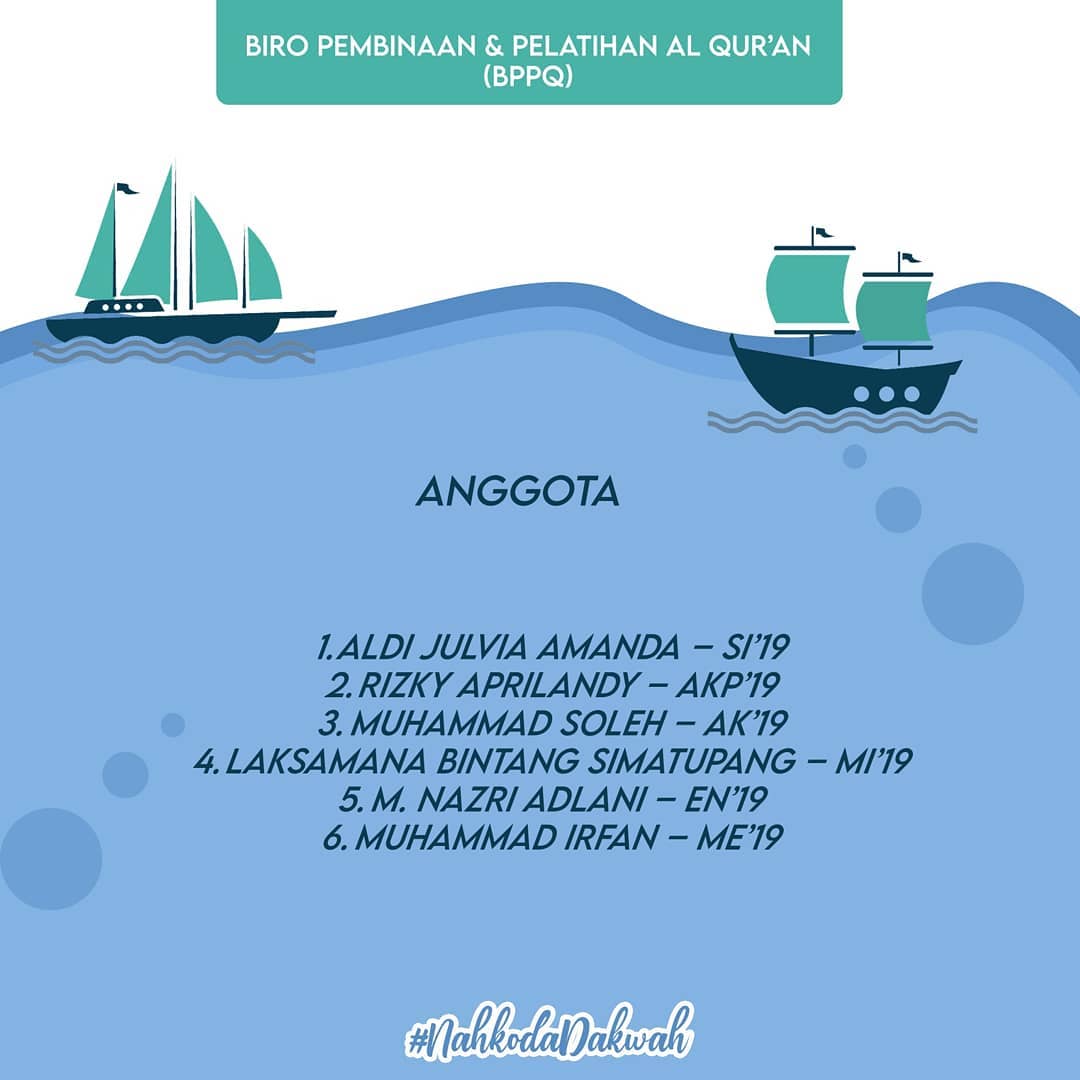 BIRO PEMBINAAN & PELATIHAN AL QUR'AN
(BPPQ)
ANGGOTA
1. ALDI JULVIA AMANDA – SI'19
2. RIZKY APRILANDY – AKP'19
3. MUHAMMAD SOLEH – AK'19
4. LAKSAMANA BINTANG SIMATUPANG – MI'19
5. M. NAZRI ADLANI – EN'19
6. MUHAMMAD IRFAN – ME'19
#NahkodaDakwah